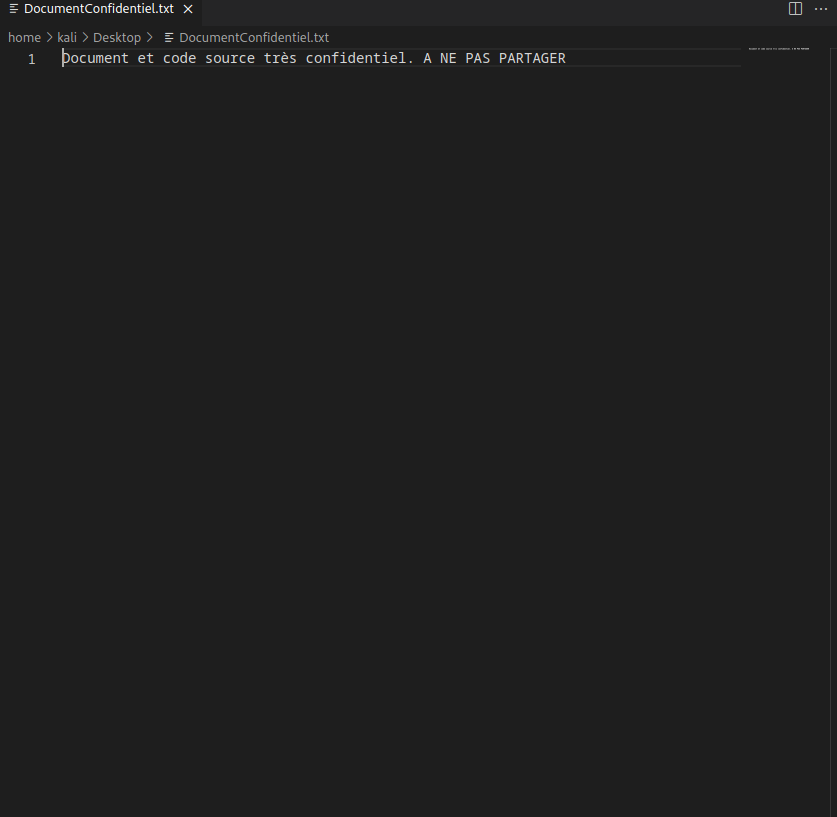 DocumentConfidentiel.txt
home > kali > Desktop > DocumentConfidentiel.txt
1 Document et code source très confidentiel. A NE PAS PARTAGER